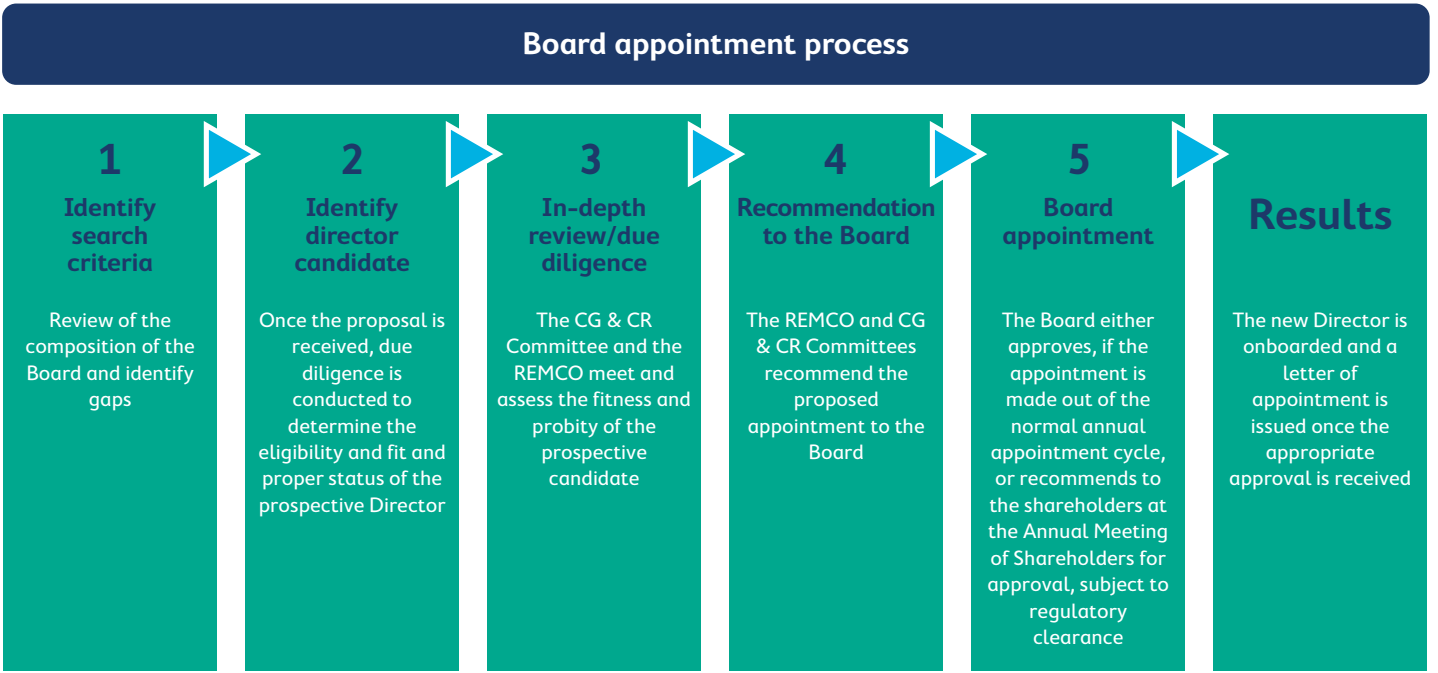 Board appointment process
1
Identify
search
criteria
Review of the
composition of the
Board and identify
gaps
2
Identify
director
candidate
Once the proposal is
received, due
diligence is
conducted to
determine the
eligibility and fit and
proper status of the
prospective Director
3
In-depth
review/due
diligence
The CG & CR
Committee and the
REMCO meet and
assess the fitness and
probity of the
prospective
candidate
4
Recommendation
to the Board
The REMCO and CG
& CR Committees
recommend the
proposed
appointment to the
Board
5
Board
appointment
The Board either
approves, if the
appointment is
made out of the
normal annual
appointment cycle,
or recommends to
the shareholders at
the Annual Meeting
of Shareholders for
approval, subject to
regulatory
clearance
Results
The new Director is
onboarded and a
letter of
appointment is
issued once the
appropriate
approval is received